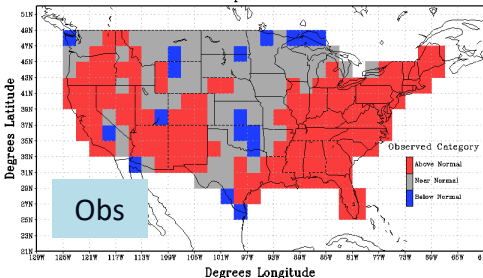 51N
49N
47N
45N
43N
41N
39N
37N
35N
33N
31N
29N
27N
25N
23N
21N
Degrees Latitude
Observed Category
Above Normal
Near Normal
Below Normal
Obs
129W 125W 121W 117W 113W 109W 105W 101W 97W 93W 89W 85W 81W 77W 73W 69W 65W
Degrees Longitude